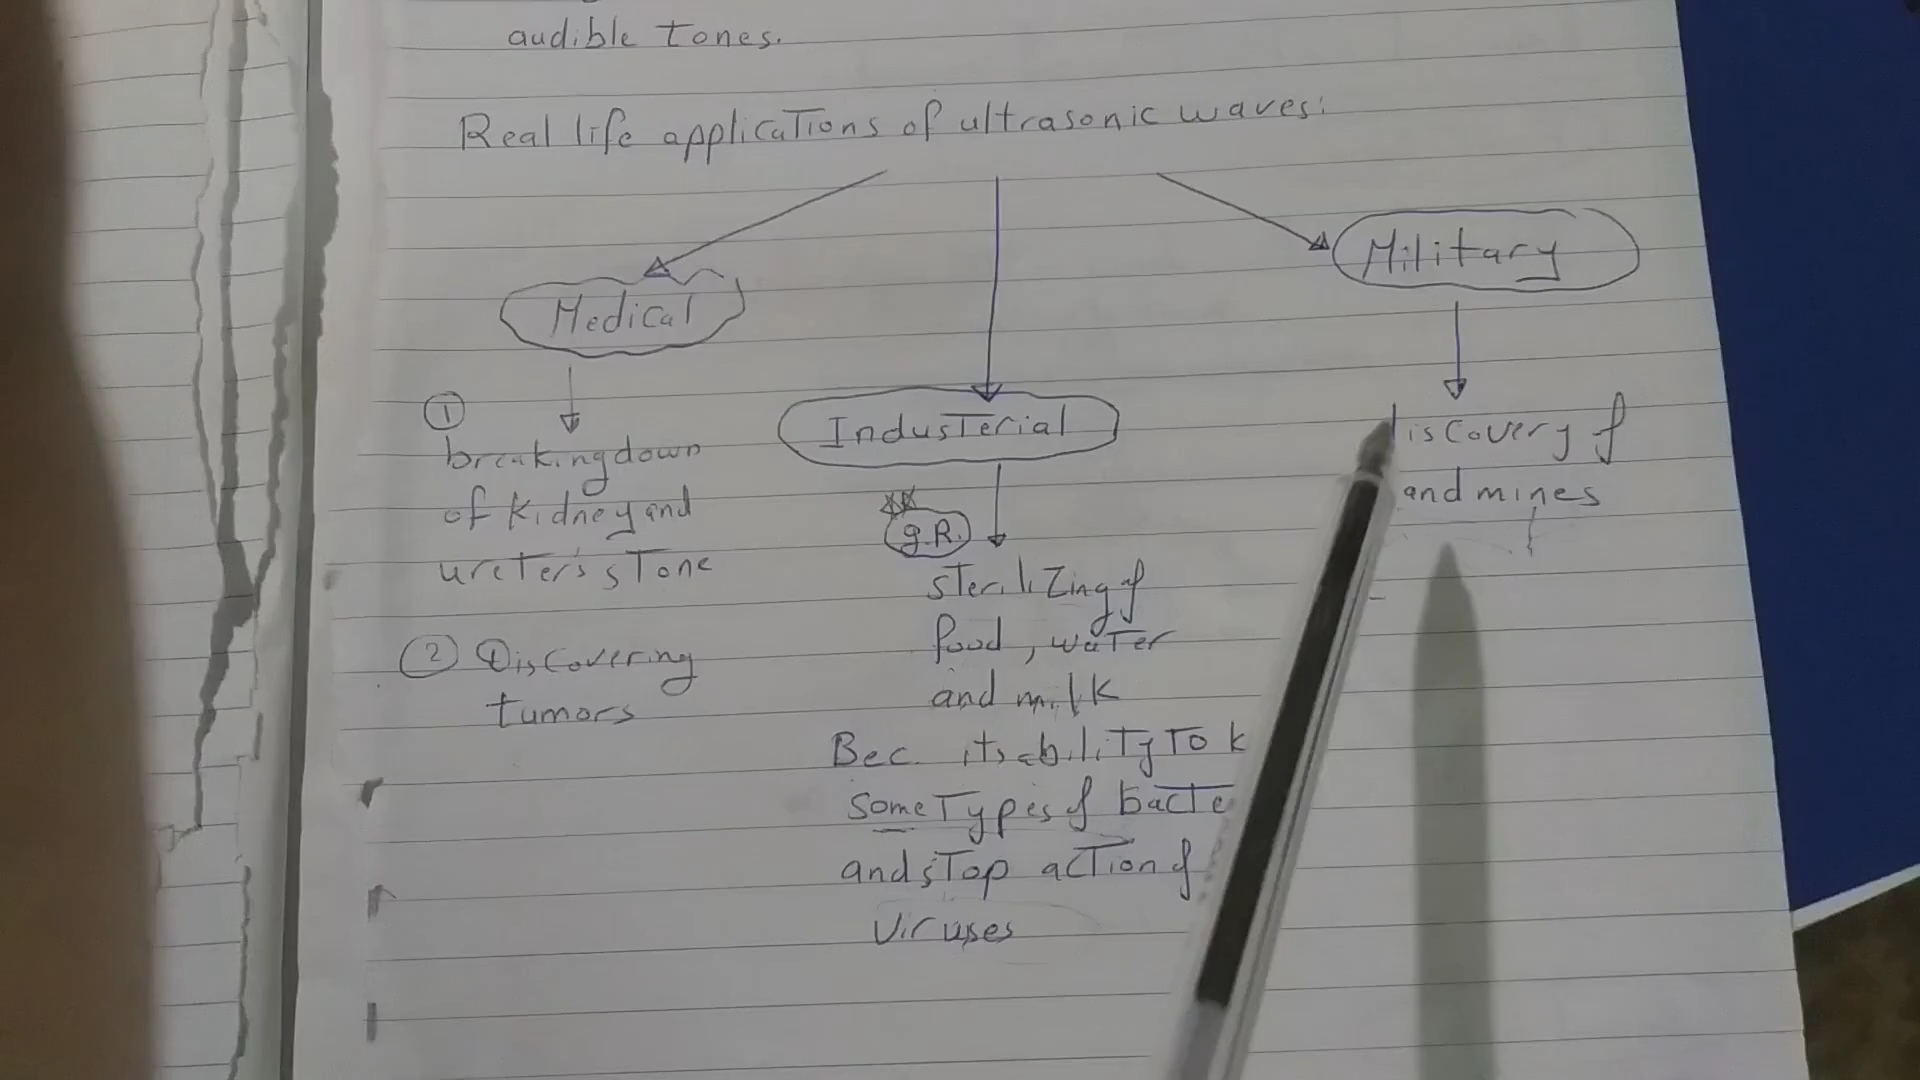 audible tones.
Real life applications of ultrasonic waves:
Medical
①
breaking down
of kidney and
ureter's stone
② Discovering
tumors
Industerial
g.R.
sterilizing of
food, water
and milk
Bec. its ability to k
some types of bacte
and stop action of
viruses
Military
discovery of
and mines